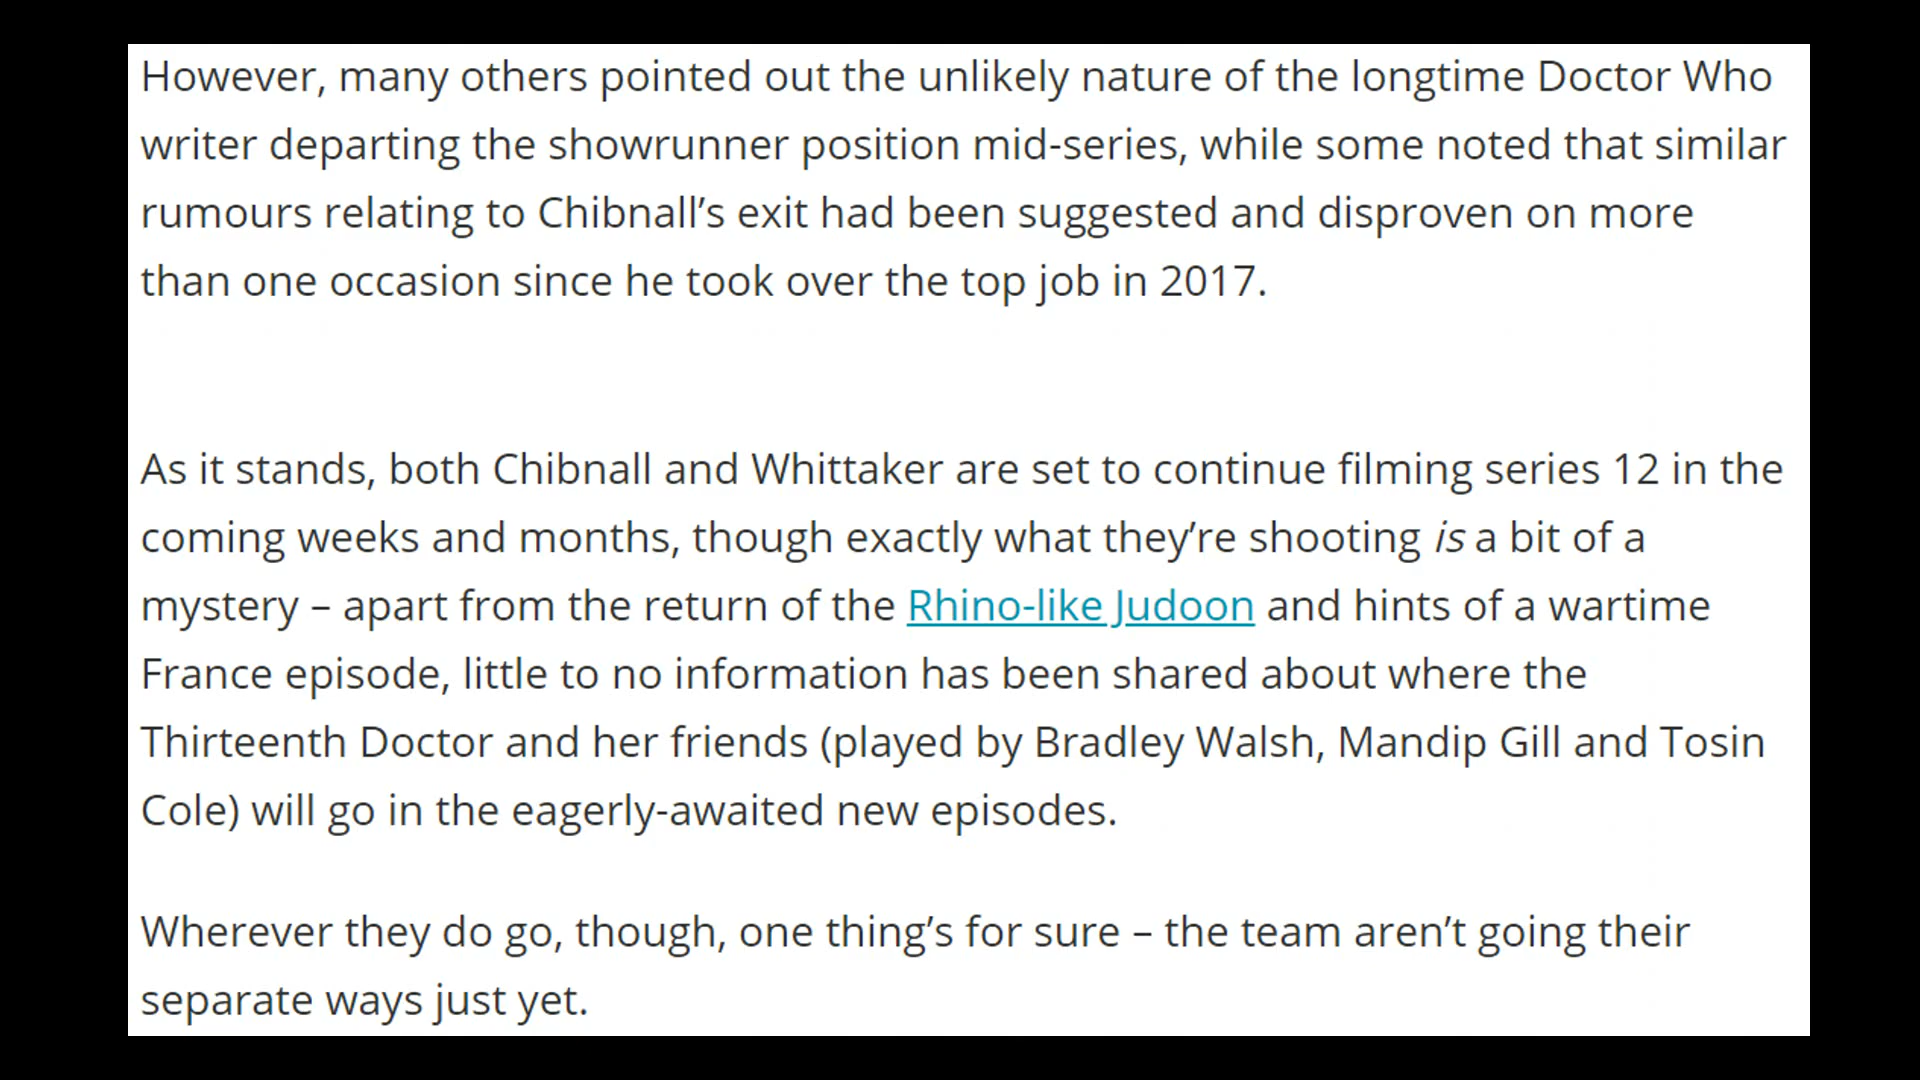 However, many others pointed out the unlikely nature of the longtime Doctor Who
writer departing the showrunner position mid-series, while some noted that similar
rumours relating to Chibnall’s exit had been suggested and disproven on more
than one occasion since he took over the top job in 2017.
As it stands, both Chibnall and Whittaker are set to continue filming series 12 in the
coming weeks and months, though exactly what they’re shooting is a bit of a
mystery – apart from the return of the Rhino-like Judoon and hints of a wartime
France episode, little to no information has been shared about where the
Thirteenth Doctor and her friends (played by Bradley Walsh, Mandip Gill and Tosin
Cole) will go in the eagerly-awaited new episodes.
Wherever they do go, though, one thing’s for sure – the team aren’t going their
separate ways just yet.